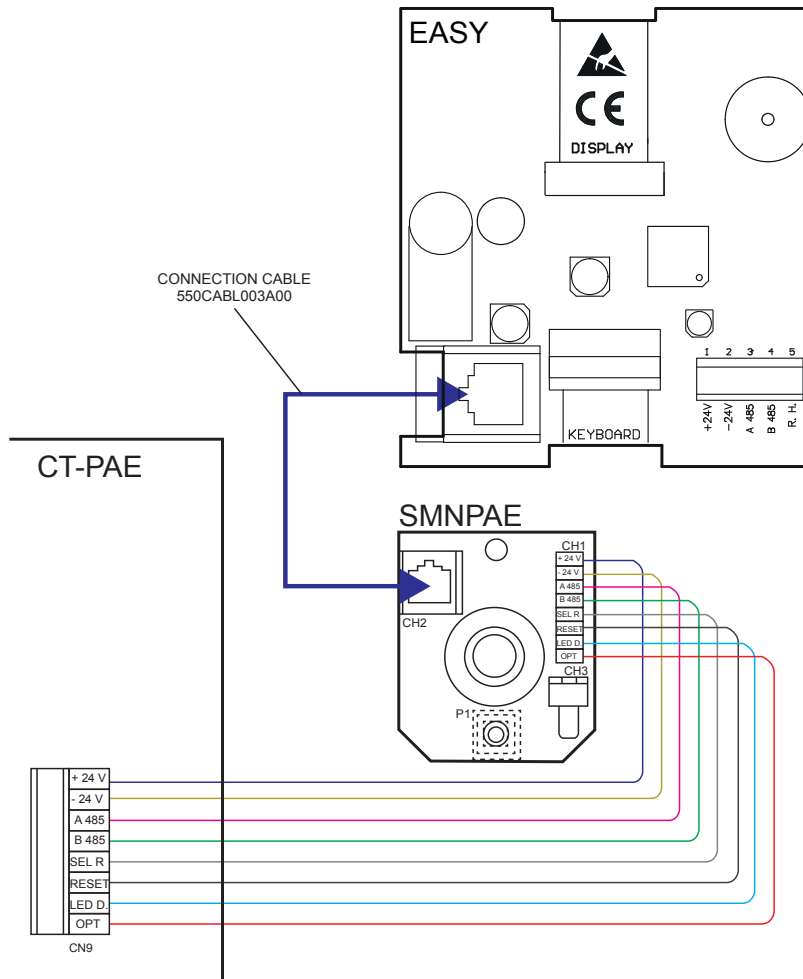 EASY
CE
DISPLAY
CONNECTION CABLE
550CABL003A00
1 2 3 4 5
+24V
-24V
A 485
B 485
R. H.
KEYBOARD
CT-PAE
SMNPAE
CH1
+ 24 V
- 24 V
A 485
B 485
SEL R
RESET
LED D.
OPT
CH2
CH3
P1
+ 24 V
- 24 V
A 485
B 485
SEL R
RESET
LED D.
OPT
CN9